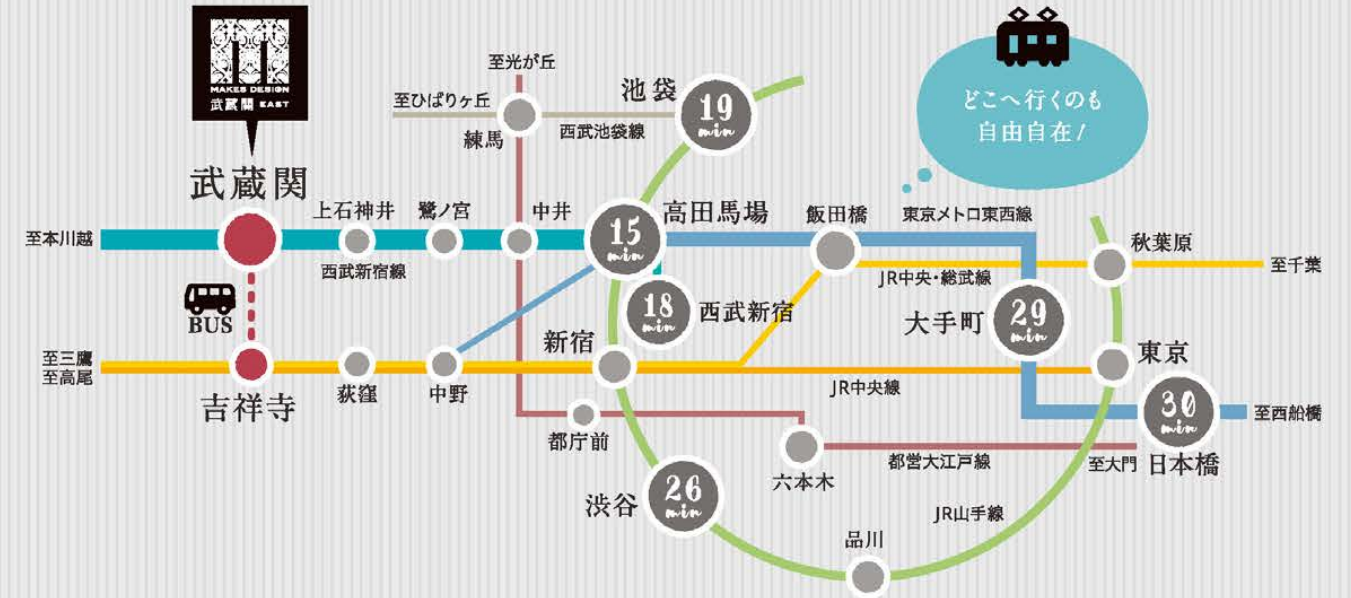 MAKES DESIGN
武蔵関 EAST
武蔵関
至本川越
上石神井
鷺ノ宮
中井
西武新宿線
BUS
至三鷹
至高尾
吉祥寺
荻窪
中野
至光が丘
至ひばりヶ丘
練馬
西武池袋線
池袋
19
min
高田馬場
15
min
18
min
西武新宿
新宿
都庁前
渋谷
26
min
飯田橋
東京メトロ東西線
JR中央・総武線
大手町
29
min
秋葉原
至千葉
東京
JR中央線
30
min
日本橋
至西船橋
六本木
都営大江戸線
至大門
JR山手線
品川
どこへ行くのも
自由自在!